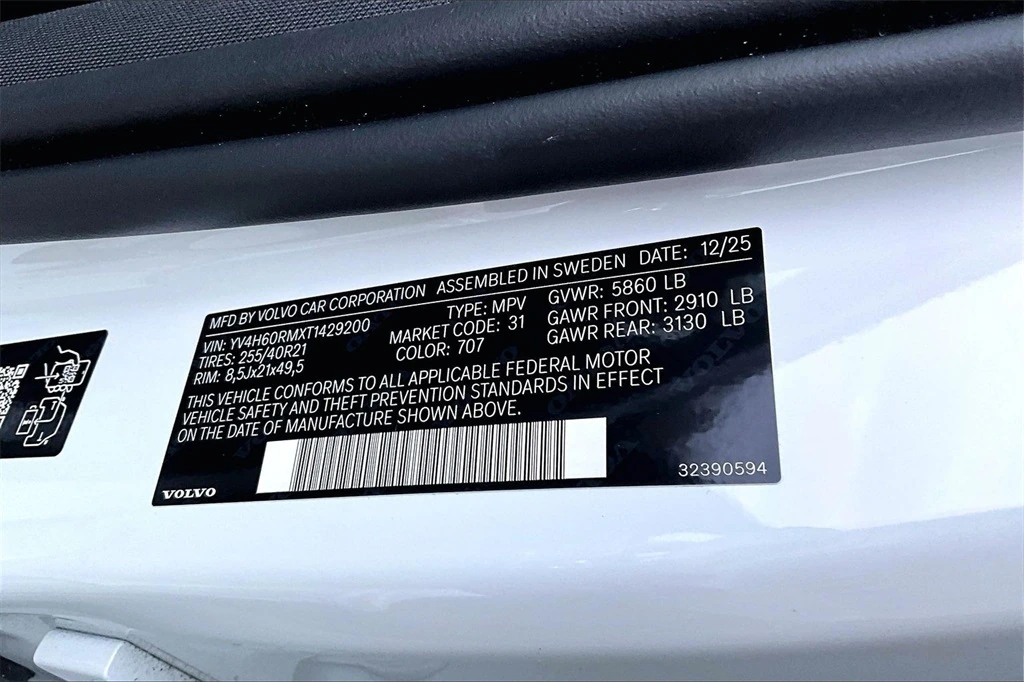 MFD BY VOLVO CAR CORPORATION ASSEMBLED IN SWEDEN DATE: 12/25
VIN: YV4H60RMXT1429200 TYPE: MPV GVWR: 5860 LB
TIRES: 255/40R21 MARKET CODE: 31 GAWR FRONT: 2910 LB
RIM: 8,5Jx21x49,5 COLOR: 707 GAWR REAR: 3130 LB
THIS VEHICLE CONFORMS TO ALL APPLICABLE FEDERAL MOTOR
VEHICLE SAFETY AND THEFT PREVENTION STANDARDS IN EFFECT
ON THE DATE OF MANUFACTURE SHOWN ABOVE.
VOLVO 32390594